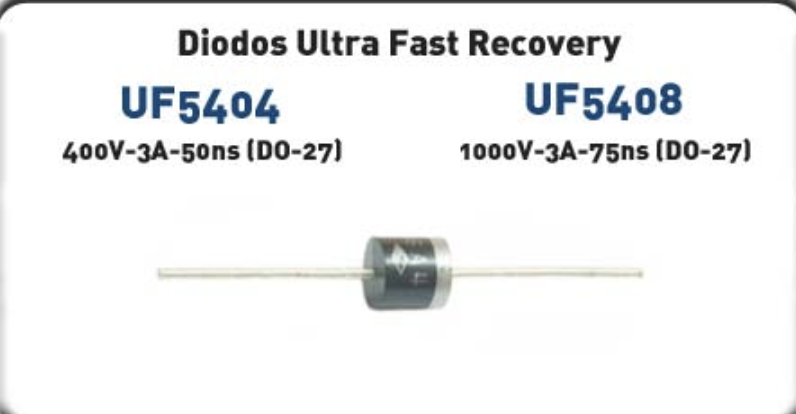 Diodos Ultra Fast Recovery
UF5404
400V-3A-50ns (DO-27)
UF5408
1000V-3A-75ns (DO-27)